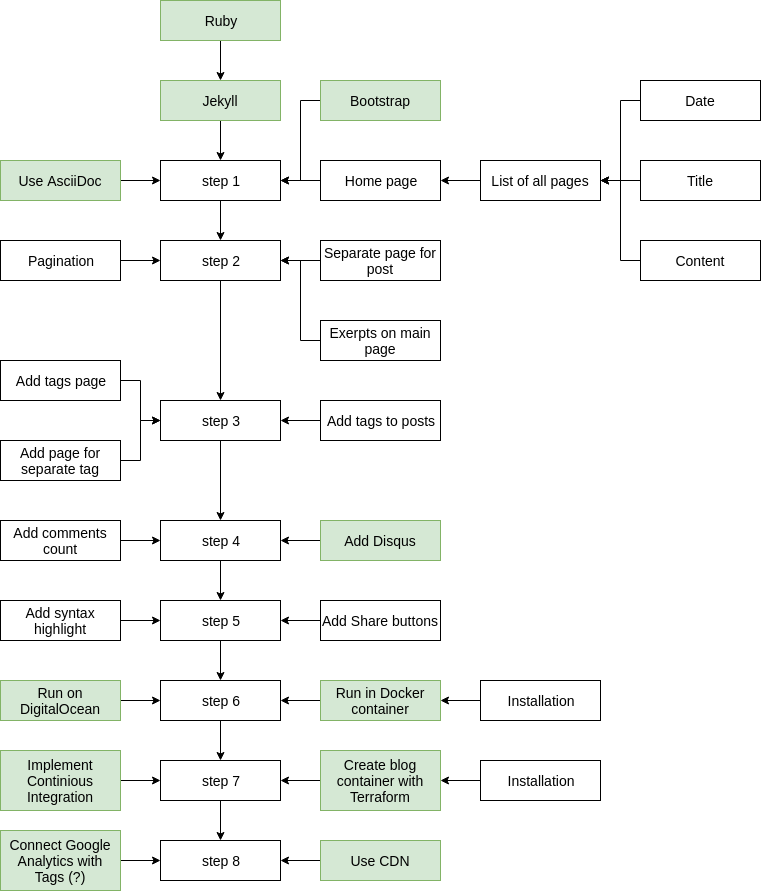 Ruby
Jekyll
Bootstrap
Date
Use AsciiDoc
step 1
Home page
List of all pages
Title
Pagination
step 2
Separate page for
post
Content
Exerpts on main
page
Add tags page
step 3
Add tags to posts
Add page for
separate tag
Add comments
count
step 4
Add Disqus
Add syntax
highlight
step 5
Add Share buttons
Run on
DigitalOcean
step 6
Run in Docker
container
Installation
Implement
Continious
Integration
step 7
Create blog
container with
Terraform
Installation
Connect Google
Analytics with
Tags (?)
step 8
Use CDN